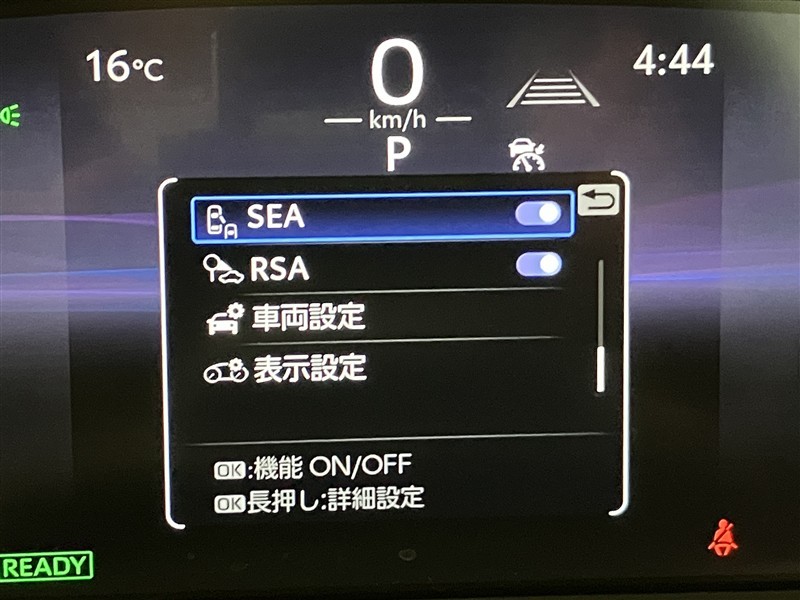 16℃
0
4:44
km/h
P
SEA
RSA
車両設定
表示設定
OK:機能 ON/OFF
OK長押し:詳細設定
READY